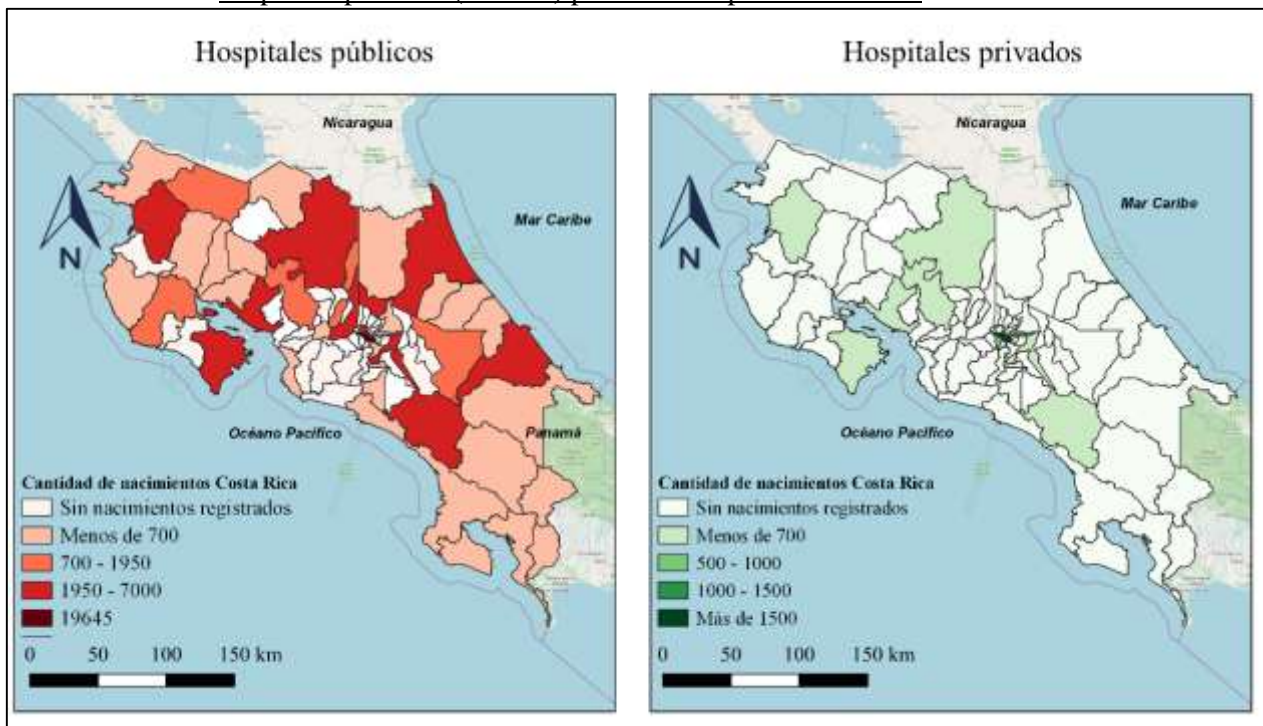 Hospitales públicos
Nicaragua
Mar Caribe
N
Océano Pacífico
Panamá
Cantidad de nacimientos Costa Rica
Sin nacimientos registrados
Menos de 700
700 - 1950
1950 - 7000
19645
0 50 100 150 km
Hospitales privados
Nicaragua
Mar Caribe
N
Océano Pacífico
Panamá
Cantidad de nacimientos Costa Rica
Sin nacimientos registrados
Menos de 700
500 - 1000
1000 - 1500
Más de 1500
0 50 100 150 km